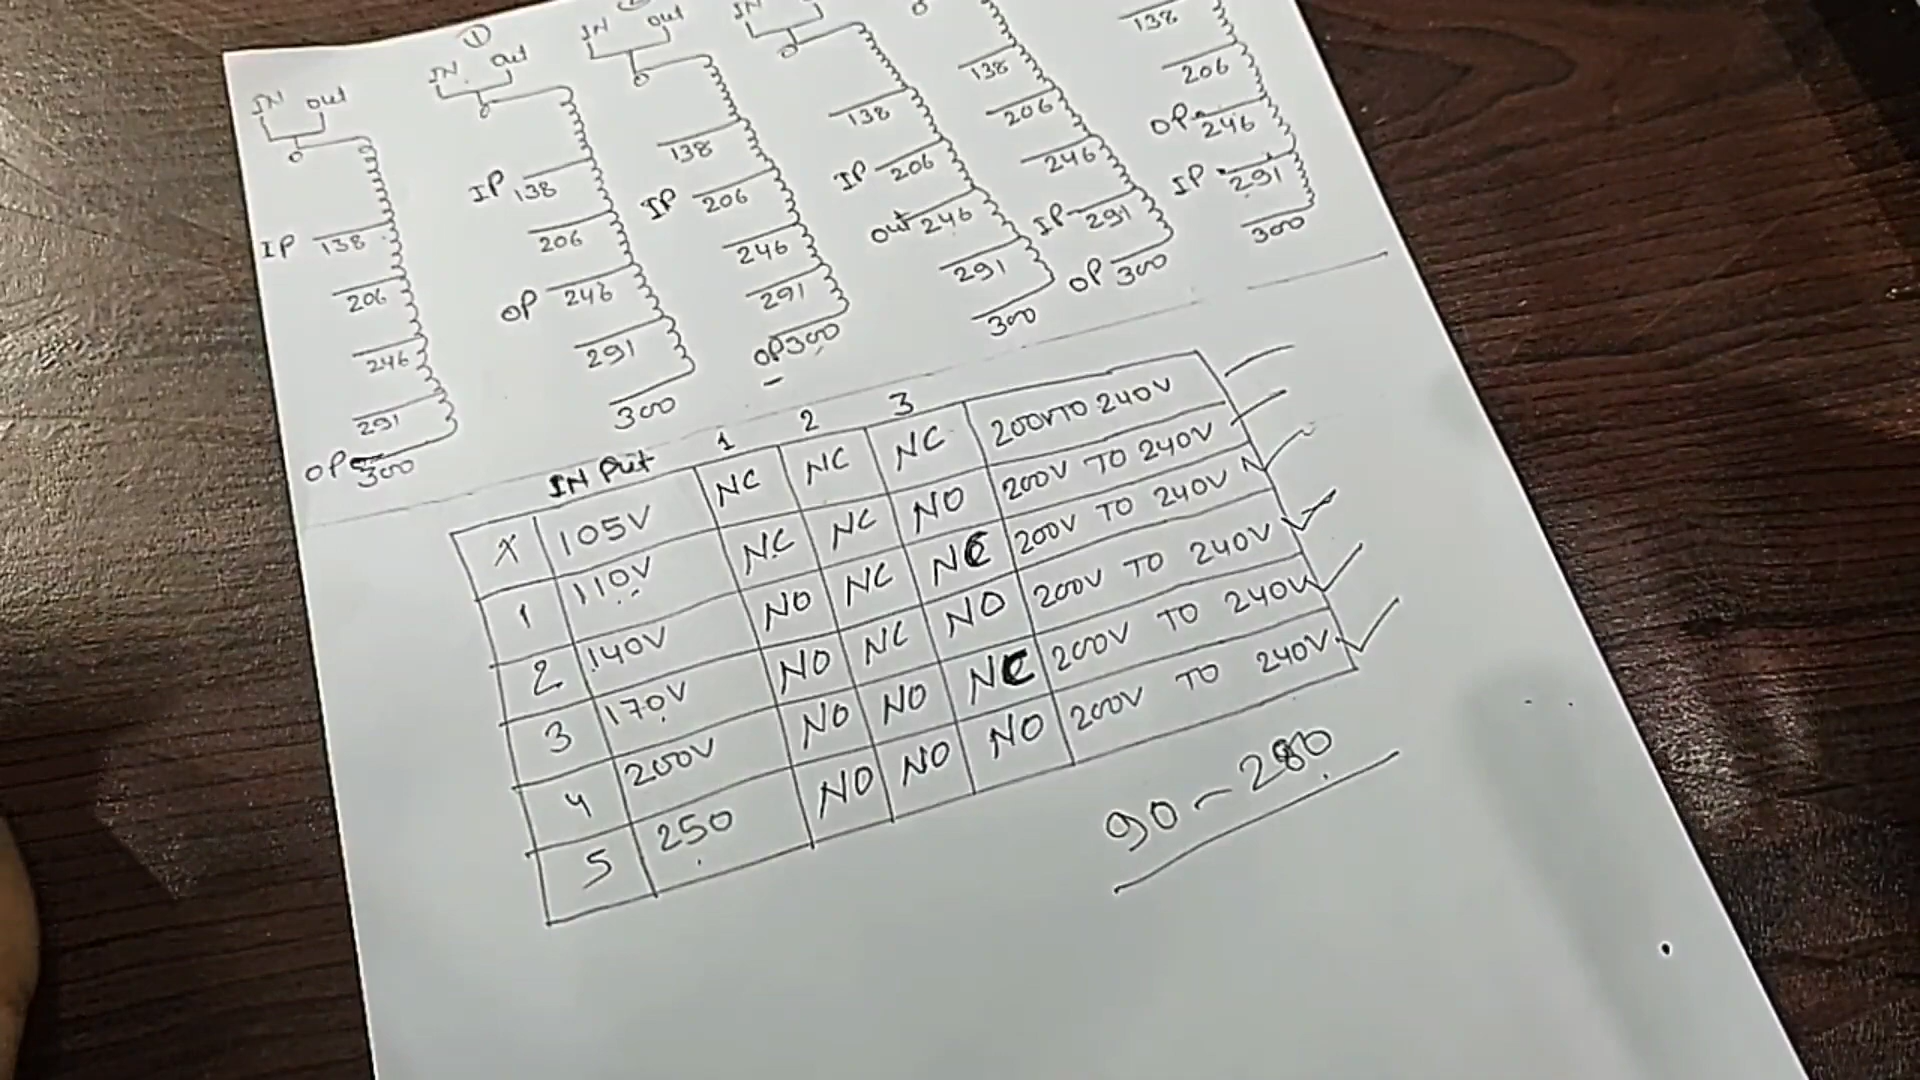 IN out
IP 138
206
246
291
OP 300
1
IN out
IP 138
206
OP 246
291
300
IN out
138
IP 206
246
291
OP 300
IN
138
IP 206
out 246
291
300
138
206
246
IP 291
OP 300
138
206
OP 246
IP 291
300
IN Put 1 2 3
X 105V NC NC NC 200V TO 240V
1 110V NC NC NO 200V TO 240V
2 140V NO NC NC 200V TO 240V
3 170V NO NC NO 200V TO 240V
4 200V NO NO NC 200V TO 240V
5 250 NO NO NO 200V TO 240V
90-280